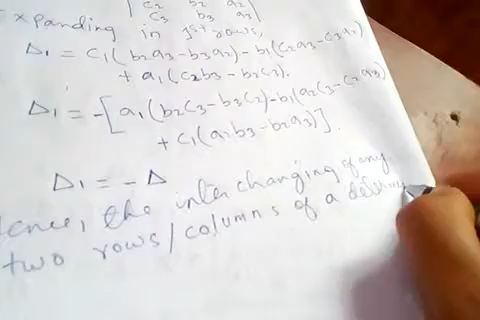 c2 b2 a2
c3 b3 a3
Expanding in 1st rows,
Δ1 = c1(b2a3-b3a2)-b1(c2a3-c3a2)
+ a1(c2b3-b2c3).
Δ1 = -[a1(b2c3-b3c2)-b1(a2c3-c2a3)
+ c1(a2b3-b2a3)].
Δ1 = -Δ
Hence, the interchanging of any
two rows/columns of a determ